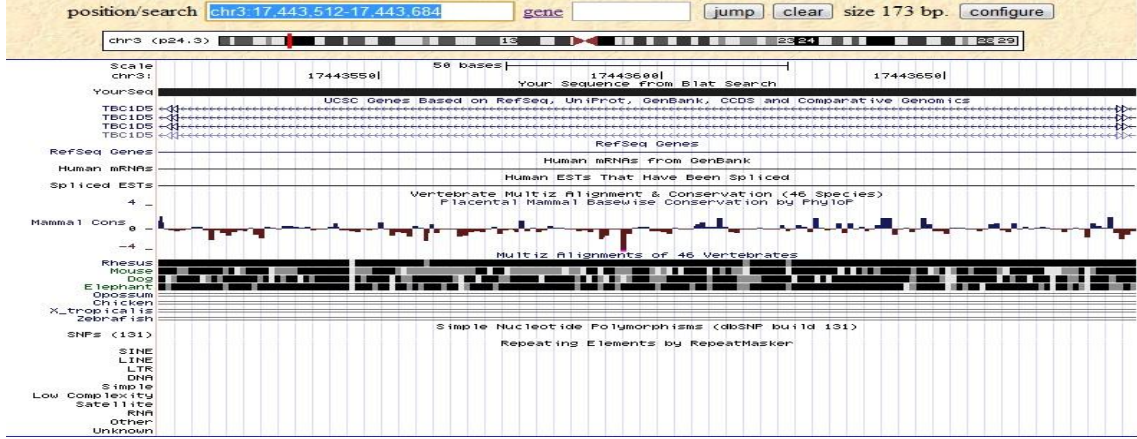 position/search chr3:17,443,512-17,443,684 gene jump clear size 173 bp. configure
chr3 (p24.3) 13 23 24 28 29
Scale 50 bases
chr3: 17443550 17443600 17443650
Your Sequence from Blat Search
YourSeq
UCSC Genes Based on RefSeq, UniProt, GenBank, CCDS and Comparative Genomics
TBC1D5
TBC1D5
TBC1D5
TBC1D5
RefSeq Genes
RefSeq Genes
Human mRNAs from GenBank
Human mRNAs
Human ESTs That Have Been Spliced
Spliced ESTs
Vertebrate Multiz Alignment & Conservation (46 Species)
4 _
Placental Mammal Basewise Conservation by PhyloP
Mammal Cons
0 _
-4 _
Multiz Alignments of 46 Vertebrates
Rhesus
Mouse
Dog
Elephant
Opossum
Chicken
X_tropicalis
Zebrafish
Simple Nucleotide Polymorphisms (dbSNP build 131)
SNPs (131)
Repeating Elements by RepeatMasker
SINE
LINE
LTR
DNA
Simple
Low Complexity
Satellite
RNA
Other
Unknown